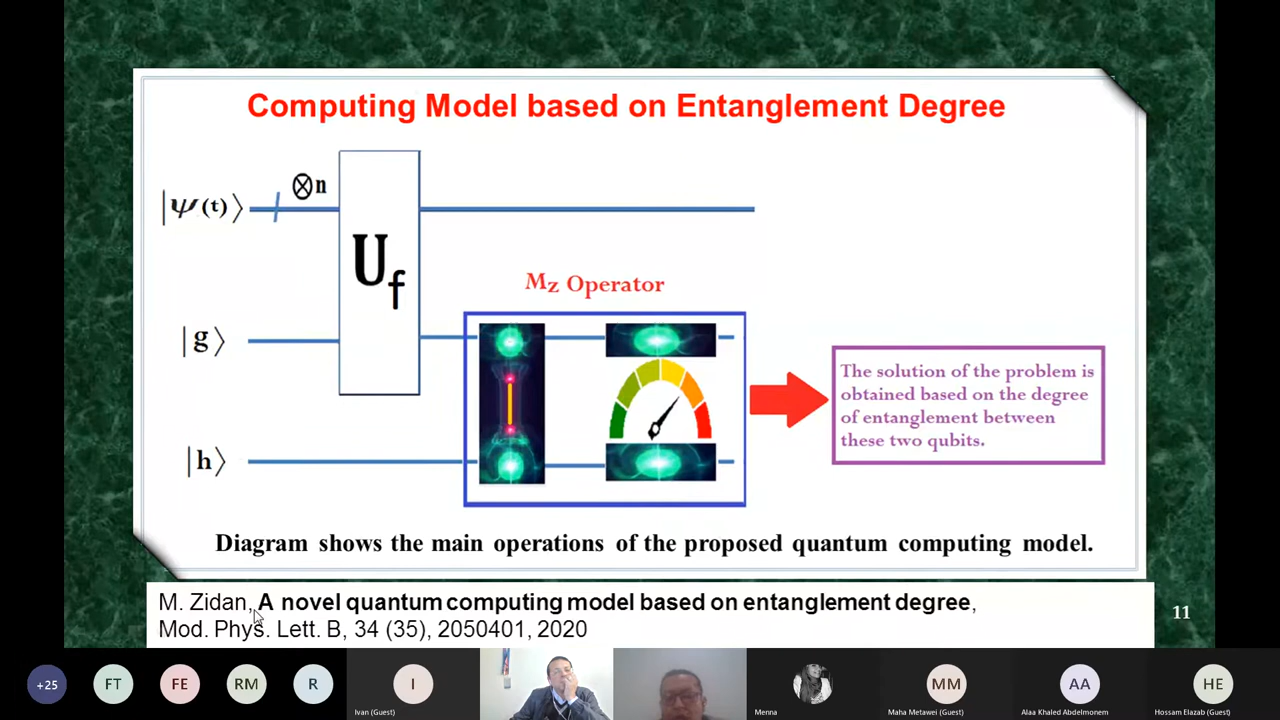 Computing Model based on Entanglement Degree
|ψ(t)⟩
⊗n
U_f
M_Z Operator
|g⟩
The solution of the problem is
obtained based on the degree
of entanglement between
these two qubits.
|h⟩
Diagram shows the main operations of the proposed quantum computing model.
M. Zidan, A novel quantum computing model based on entanglement degree,
Mod. Phys. Lett. B, 34 (35), 2050401, 2020
11
+25
FT
FE
RM
R
I
MM
AA
HE
Ivan (Guest)
Menna
Maha Metawei (Guest)
Alaa Khaled Abdelmonem
Hossam Elazab (Guest)